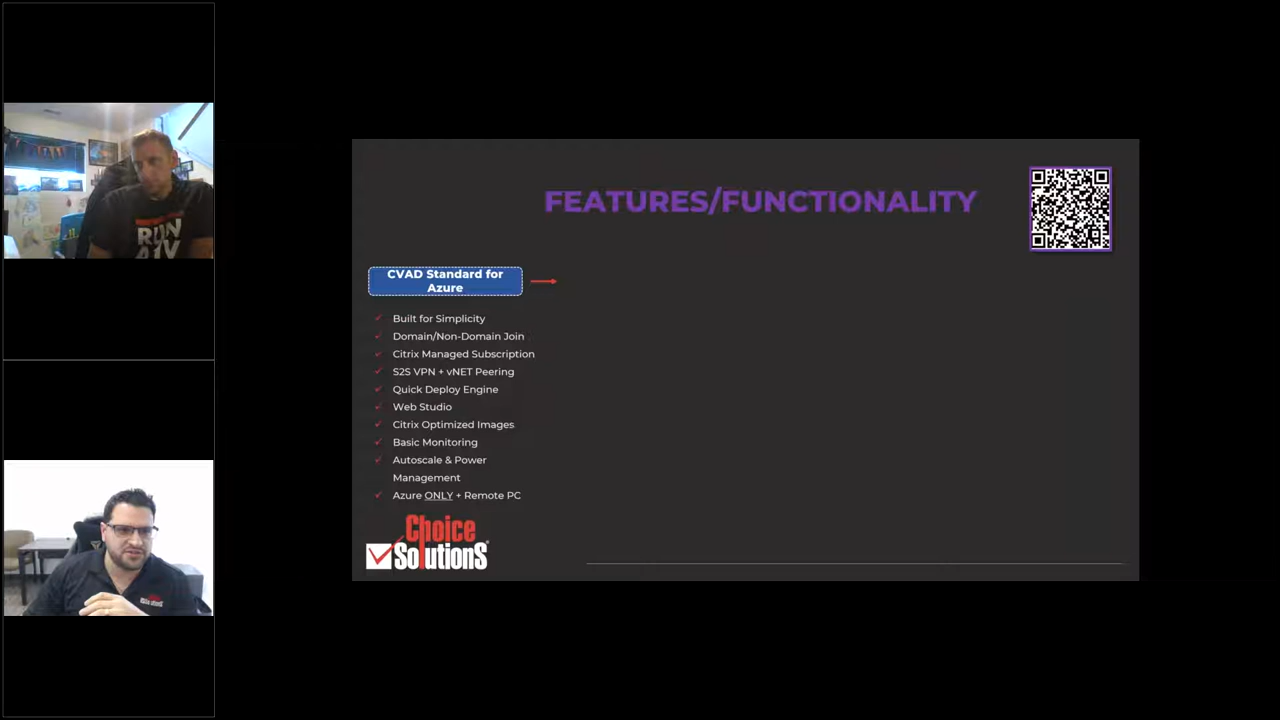 FEATURES/FUNCTIONALITY
CVAD Standard for
Azure
Built for Simplicity
Domain/Non-Domain Join
Citrix Managed Subscription
S2S VPN + vNET Peering
Quick Deploy Engine
Web Studio
Citrix Optimized Images
Basic Monitoring
Autoscale & Power
Management
Azure ONLY + Remote PC
Choice
Solutions
RUN